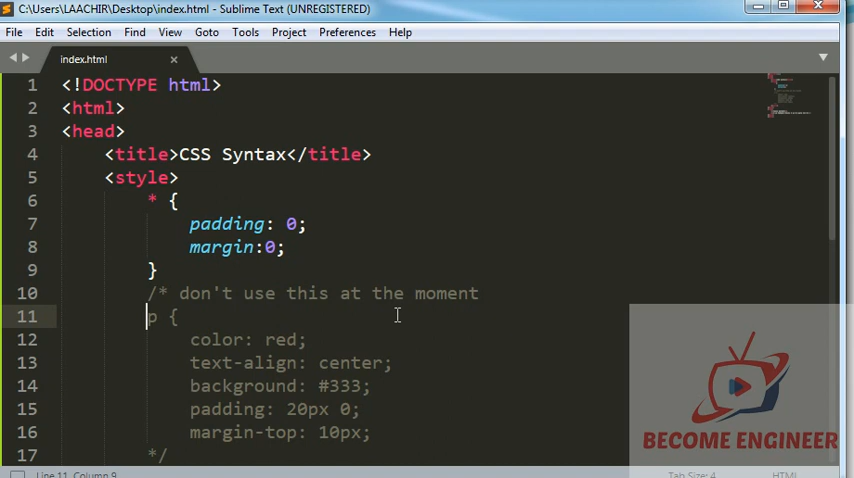 C:\Users\LAACHIR\Desktop\index.html - Sublime Text (UNREGISTERED)
File Edit Selection Find View Goto Tools Project Preferences Help
index.html
1 <!DOCTYPE html>
2 <html>
3 <head>
4 <title>CSS Syntax</title>
5 <style>
6 * {
7 padding: 0;
8 margin:0;
9 }
10 /* don't use this at the moment
11 p {
12 color: red;
13 text-align: center;
14 background: #333;
15 padding: 20px 0;
16 margin-top: 10px;
17 */
BECOME ENGINEER
Line 11, Column 9 Tab Size: 4 HTML